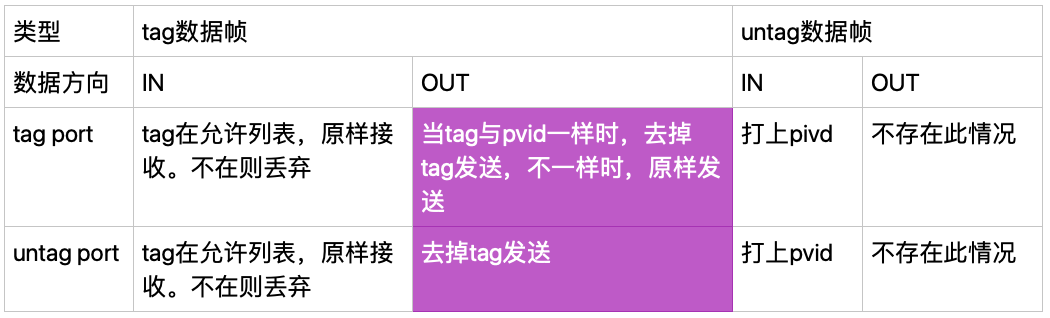 类型
tag数据帧
untag数据帧
数据方向
IN
OUT
IN
OUT
tag port
tag在允许列表，原样接
收。不在则丢弃
当tag与pvid一样时，去掉
tag发送，不一样时，原样发
送
打上pivd
不存在此情况
untag port
tag在允许列表，原样接
收。不在则丢弃
去掉tag发送
打上pvid
不存在此情况